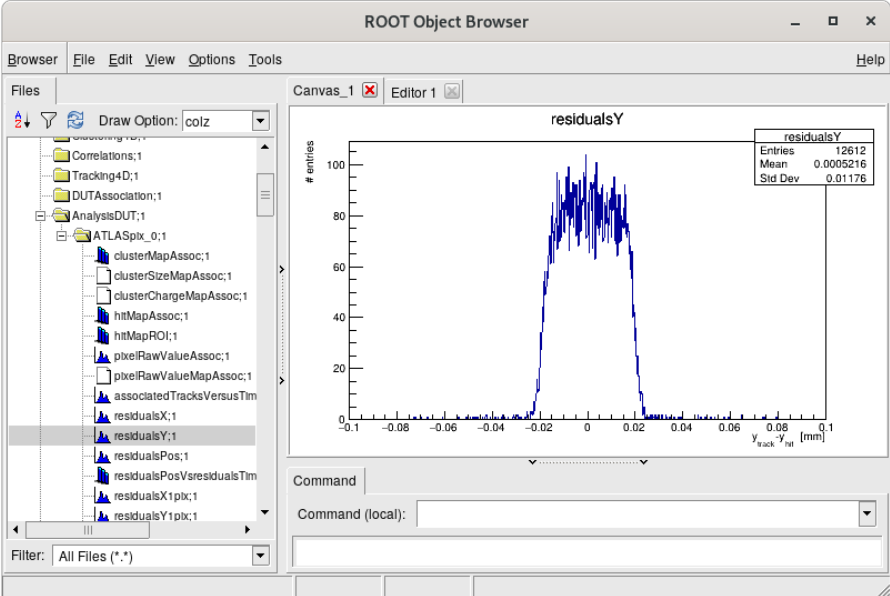 ROOT Object Browser
Browser File Edit View Options Tools Help
Files
Draw Option: colz
Correlations;1
Tracking4D;1
DUTAssociation;1
AnalysisDUT;1
ATLASpix_0;1
clusterMapAssoc;1
clusterSizeMapAssoc;1
clusterChargeMapAssoc;1
hitMapAssoc;1
hitMapROI;1
pixelRawValueAssoc;1
pixelRawValueMapAssoc;1
associatedTracksVersusTim
residualsX;1
residualsY;1
residualsPos;1
residualsPosVsresidualsTim
residualsX1pix;1
residualsY1pix;1
Filter: All Files (*.*)
Canvas_1 Editor 1
residualsY
residualsY
Entries 12612
Mean 0.0005216
Std Dev 0.01176
# entries
100
80
60
40
20
0
−0.1 −0.08 −0.06 −0.04 −0.02 0 0.02 0.04 0.06 0.08 0.1
y_track-y_hit [mm]
Command
Command (local):